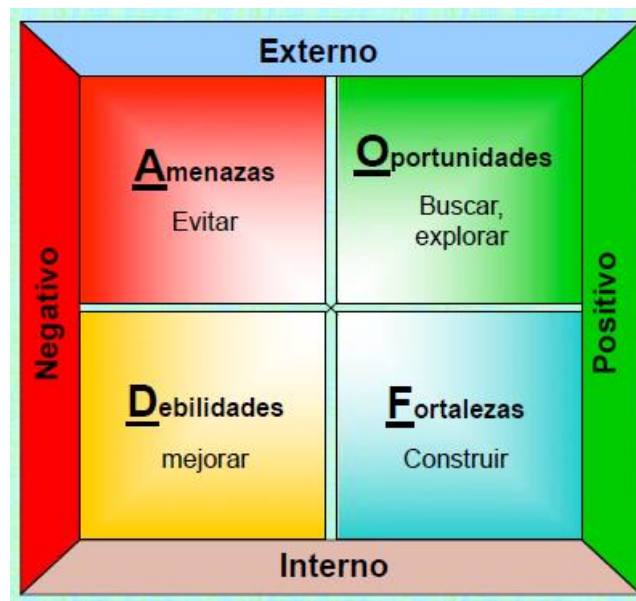 Externo
Negativo
Amenazas
Evitar
Oportunidades
Buscar,
explorar
Positivo
Debilidades
mejorar
Fortalezas
Construir
Interno